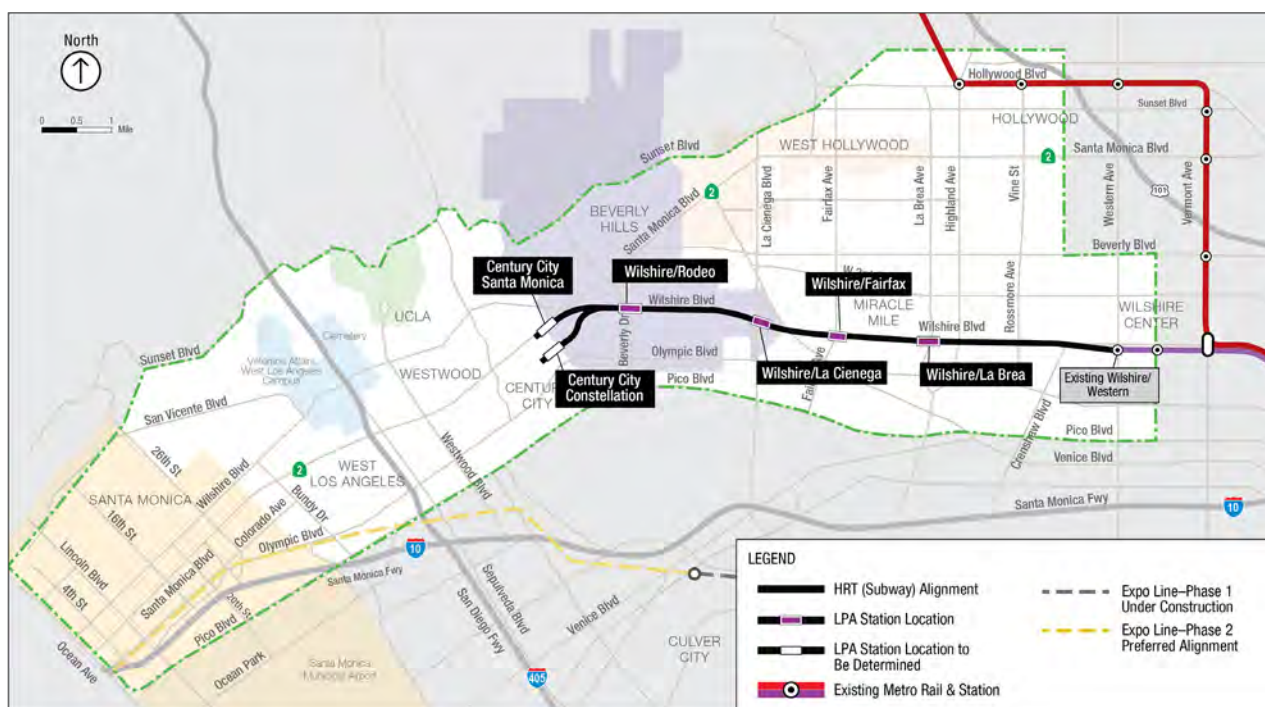 North
0 0.5 1
Mile
Hollywood Blvd
Sunset Blvd
HOLLYWOOD
WEST HOLLYWOOD
2
Santa Monica Blvd
Sunset Blvd
2
Santa Monica Blvd
BEVERLY
HILLS
La Cienega Blvd
Fairfax Ave
La Brea Ave
Highland Ave
Vine St
Western Ave
101
Vermont Ave
Beverly Blvd
Century City
Santa Monica
Wilshire/Rodeo
Wilshire/Fairfax
Wilshire Blvd
MIRACLE
MILE
Rossmore Ave
WILSHIRE
CENTER
Wilshire Blvd
UCLA
Cemetery
Veterans Affairs
West Los Angeles
Campus
Sunset Blvd
WESTWOOD
Beverly Dr
Olympic Blvd
Pico Blvd
CENTURY
CITY
Century City
Constellation
Wilshire/La Cienega
Wilshire/La Brea
Existing Wilshire/
Western
San Vicente Blvd
26th St
Wilshire Blvd
2
WEST
LOS ANGELES
Westwood Blvd
Crenshaw Blvd
Pico Blvd
Venice Blvd
Santa Monica Fwy
10
SANTA MONICA
16th St
Colorado Ave
Bundy Dr
Olympic Blvd
10
Santa Monica Fwy
Lincoln Blvd
4th St
Santa Monica Blvd
20th St
Pico Blvd
Ocean Ave
Ocean Park
Santa Monica
Municipal Airport
Sepulveda Blvd
San Diego Fwy
405
Venice Blvd
CULVER
CITY
LEGEND
HRT (Subway) Alignment
LPA Station Location
LPA Station Location to
Be Determined
Existing Metro Rail & Station
Expo Line–Phase 1
Under Construction
Expo Line–Phase 2
Preferred Alignment